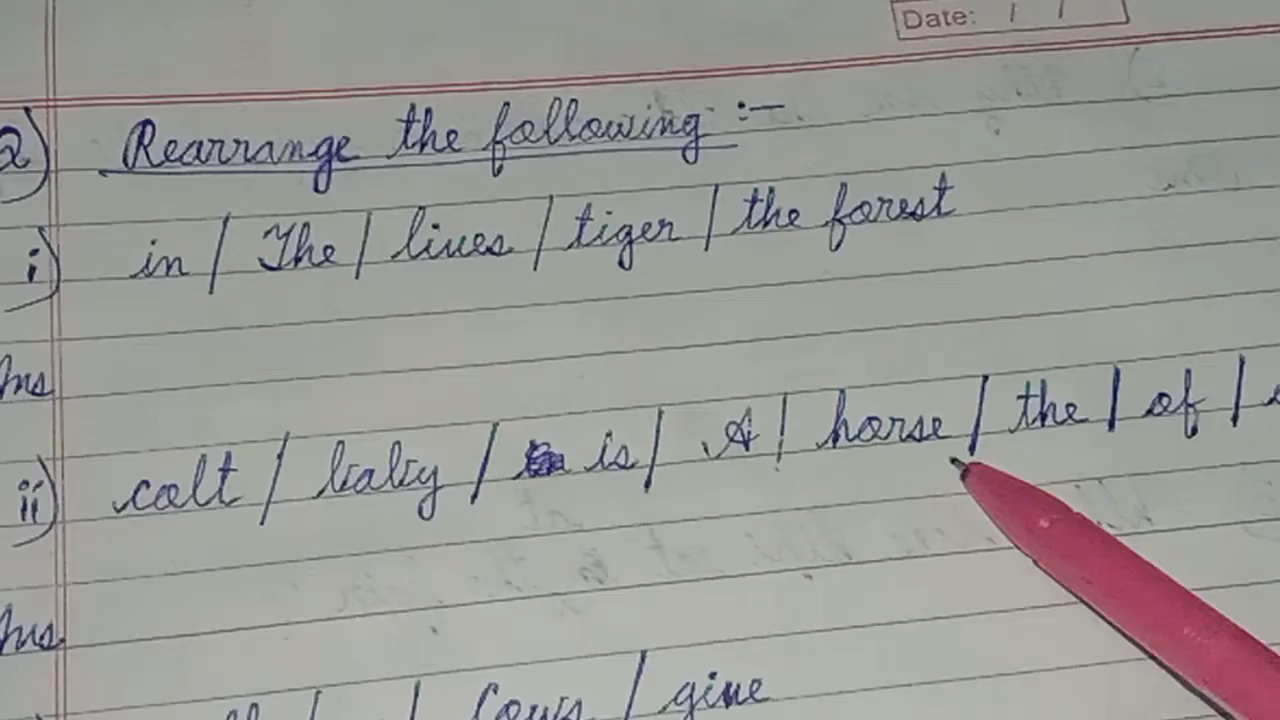 Date: / /
2) Rearrange the following :-
i) in / The / lives / tiger / the forest
Ans
ii) colt / baby / is / A / horse / the / of /
Ans
/ / Cows / give